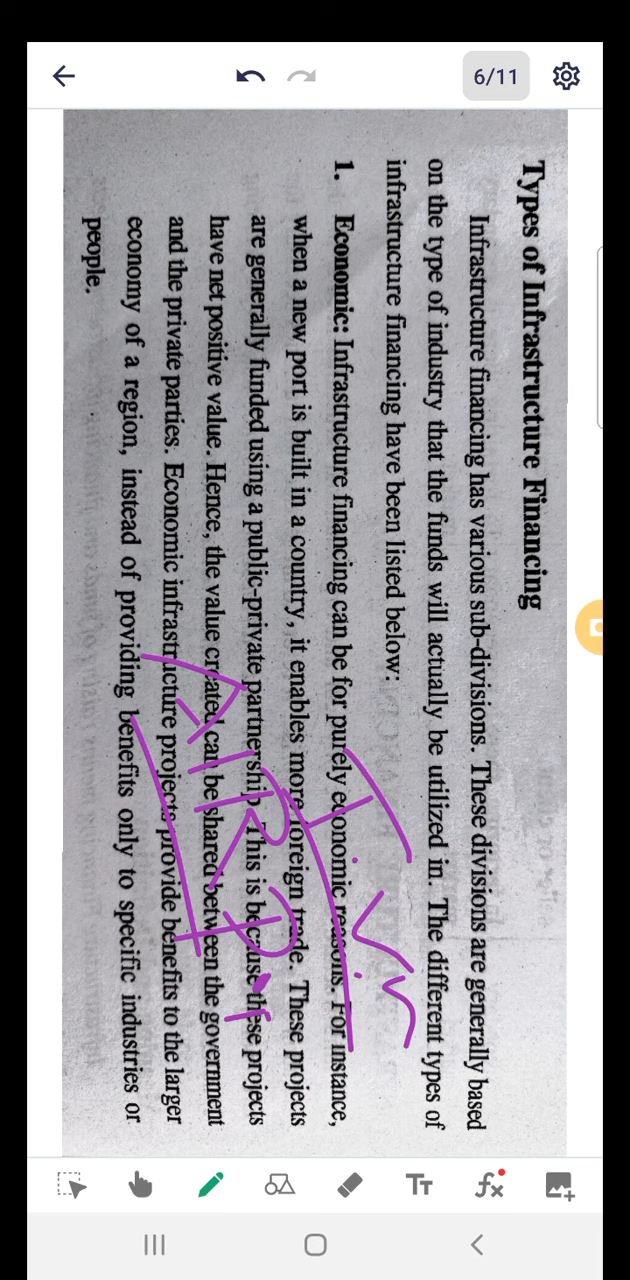 6/11
Types of Infrastructure Financing
Infrastructure financing has various sub-divisions. These divisions are generally based
on the type of industry that the funds will actually be utilized in. The different types of
infrastructure financing have been listed below:
1. Economic: Infrastructure financing can be for purely economic reasons. For instance,
when a new port is built in a country, it enables more foreign trade. These projects
are generally funded using a public-private partnership. This is because these projects
have net positive value. Hence, the value created can be shared between the government
and the private parties. Economic infrastructure projects provide benefits to the larger
economy of a region, instead of providing benefits only to specific industries or
people.
Tт
fx